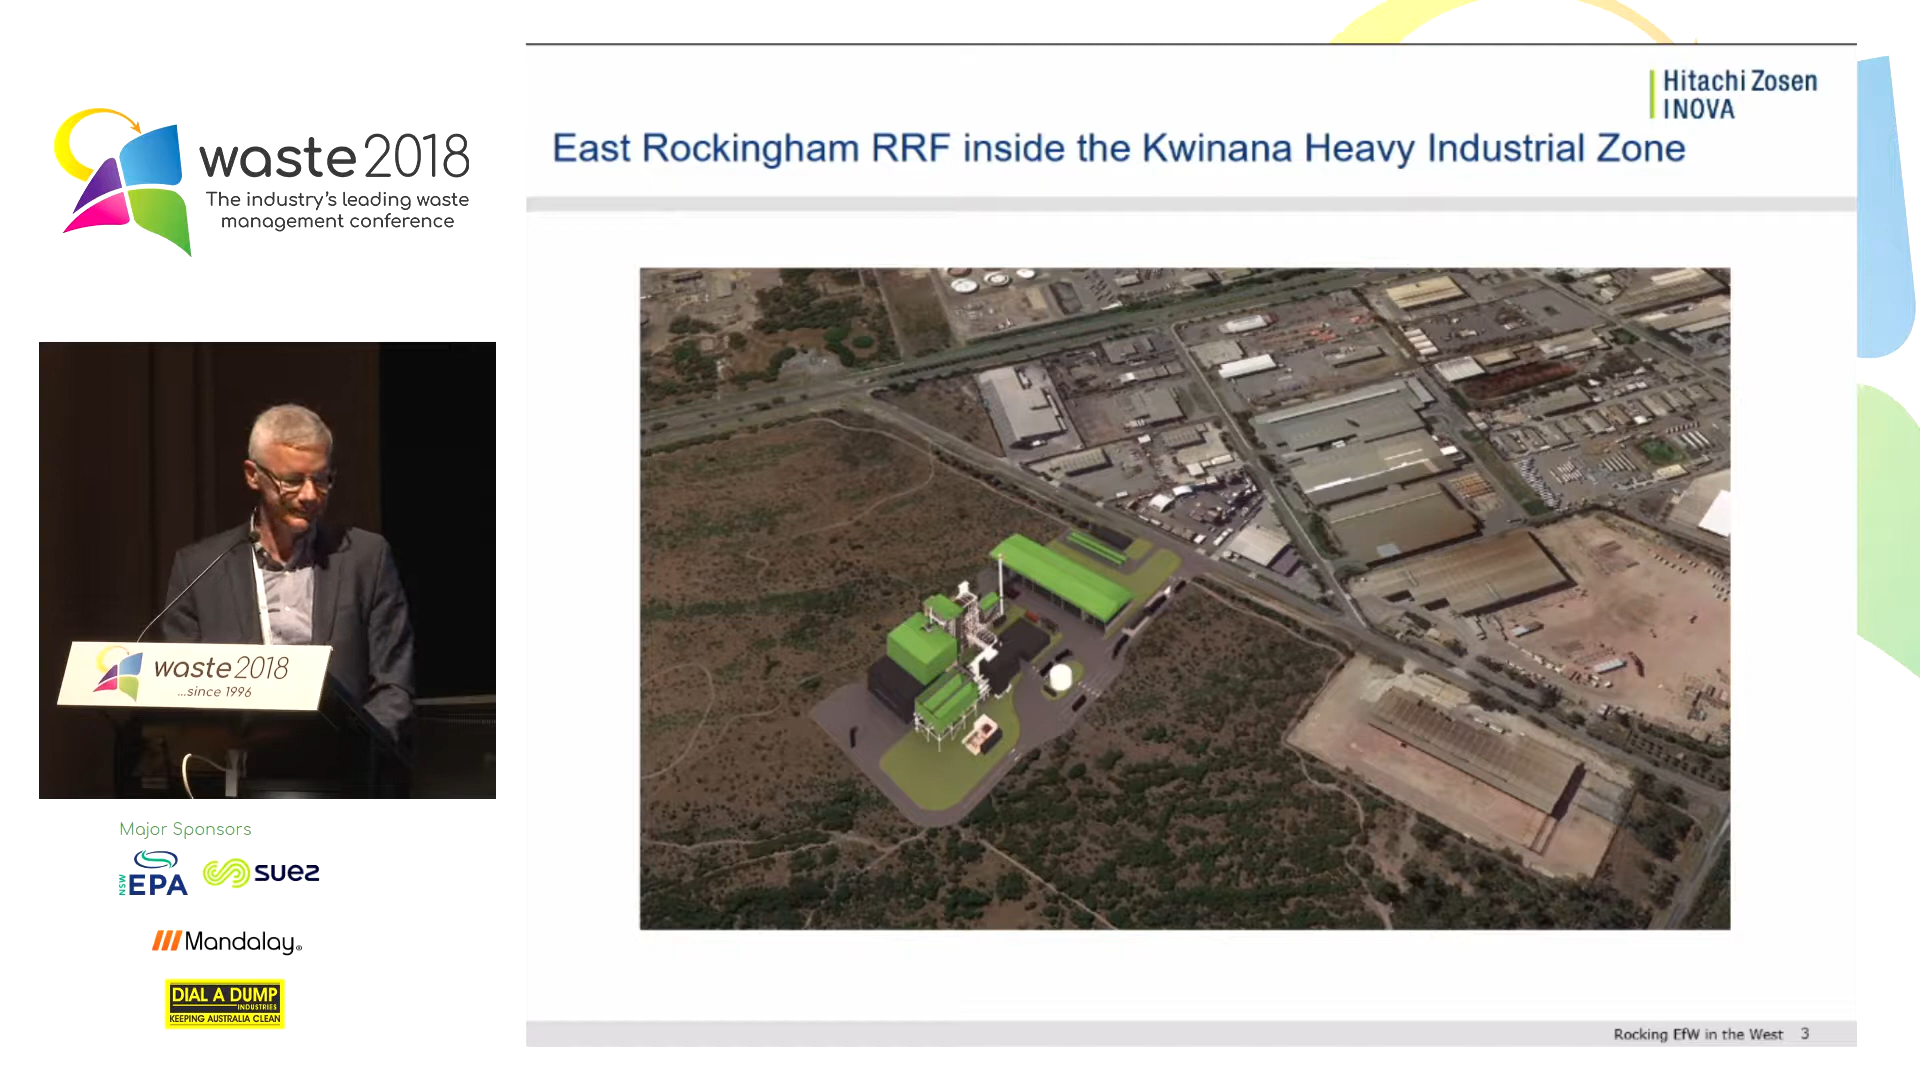 waste2018
The industry's leading waste
management conference
waste2018
...since 1996
Major Sponsors
NSW EPA
suez
Mandalay®
DIAL A DUMP
INDUSTRIES
KEEPING AUSTRALIA CLEAN
Hitachi Zosen
INOVA
East Rockingham RRF inside the Kwinana Heavy Industrial Zone
Rocking EfW in the West 3